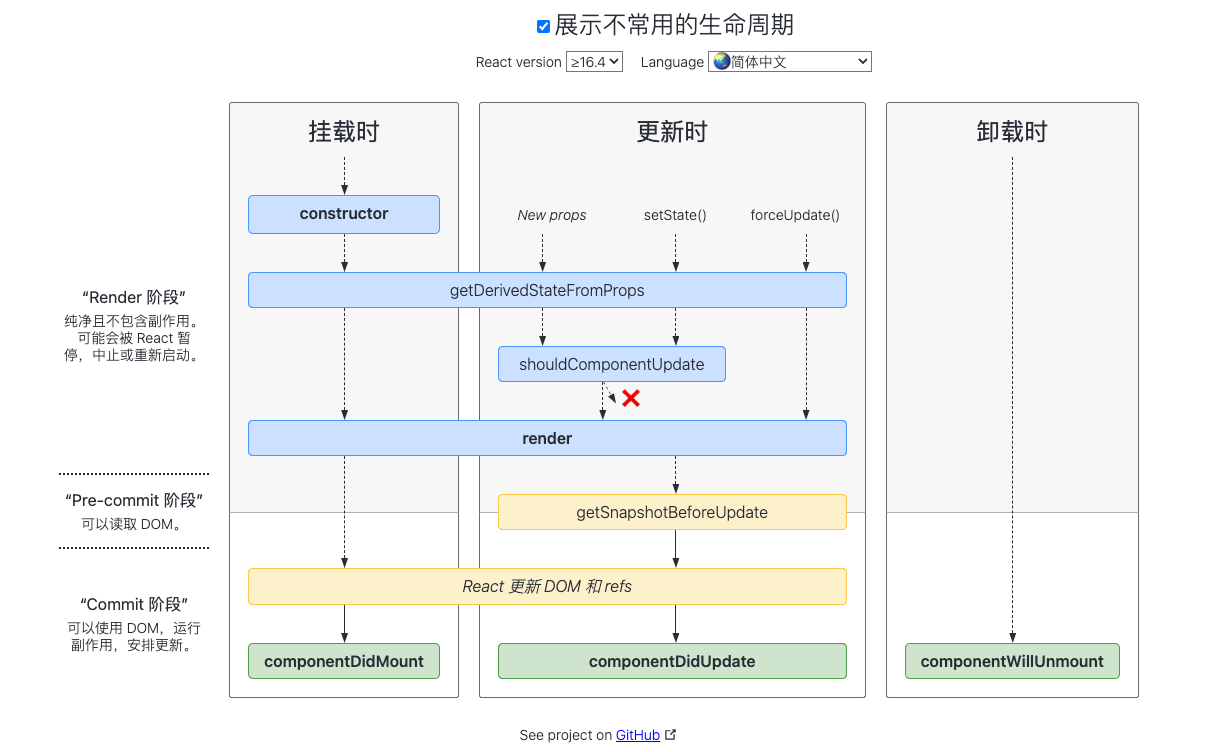 展示不常用的生命周期
React version ≥16.4 Language 简体中文
挂载时
更新时
卸载时
constructor
New props
setState()
forceUpdate()
getDerivedStateFromProps
“Render 阶段”
纯净且不包含副作用。
可能会被 React 暂
停，中止或重新启动。
shouldComponentUpdate
render
“Pre-commit 阶段”
可以读取 DOM。
getSnapshotBeforeUpdate
React 更新 DOM 和 refs
“Commit 阶段”
可以使用 DOM，运行
副作用，安排更新。
componentDidMount
componentDidUpdate
componentWillUnmount
See project on GitHub